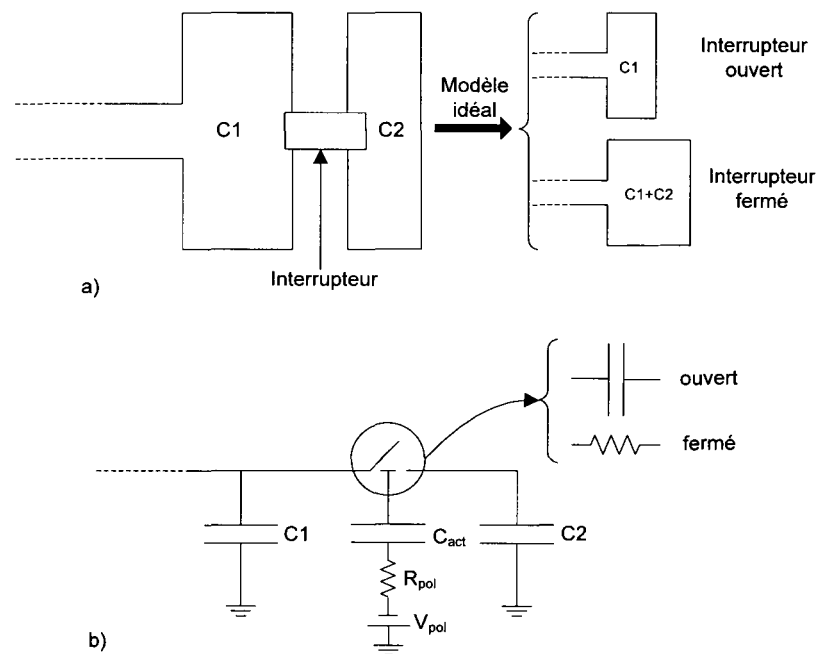 C1
C2
Modèle
idéal
C1
Interrupteur
ouvert
C1+C2
Interrupteur
fermé
Interrupteur
a)
ouvert
fermé
C1
Cact
C2
Rpol
Vpol
b)